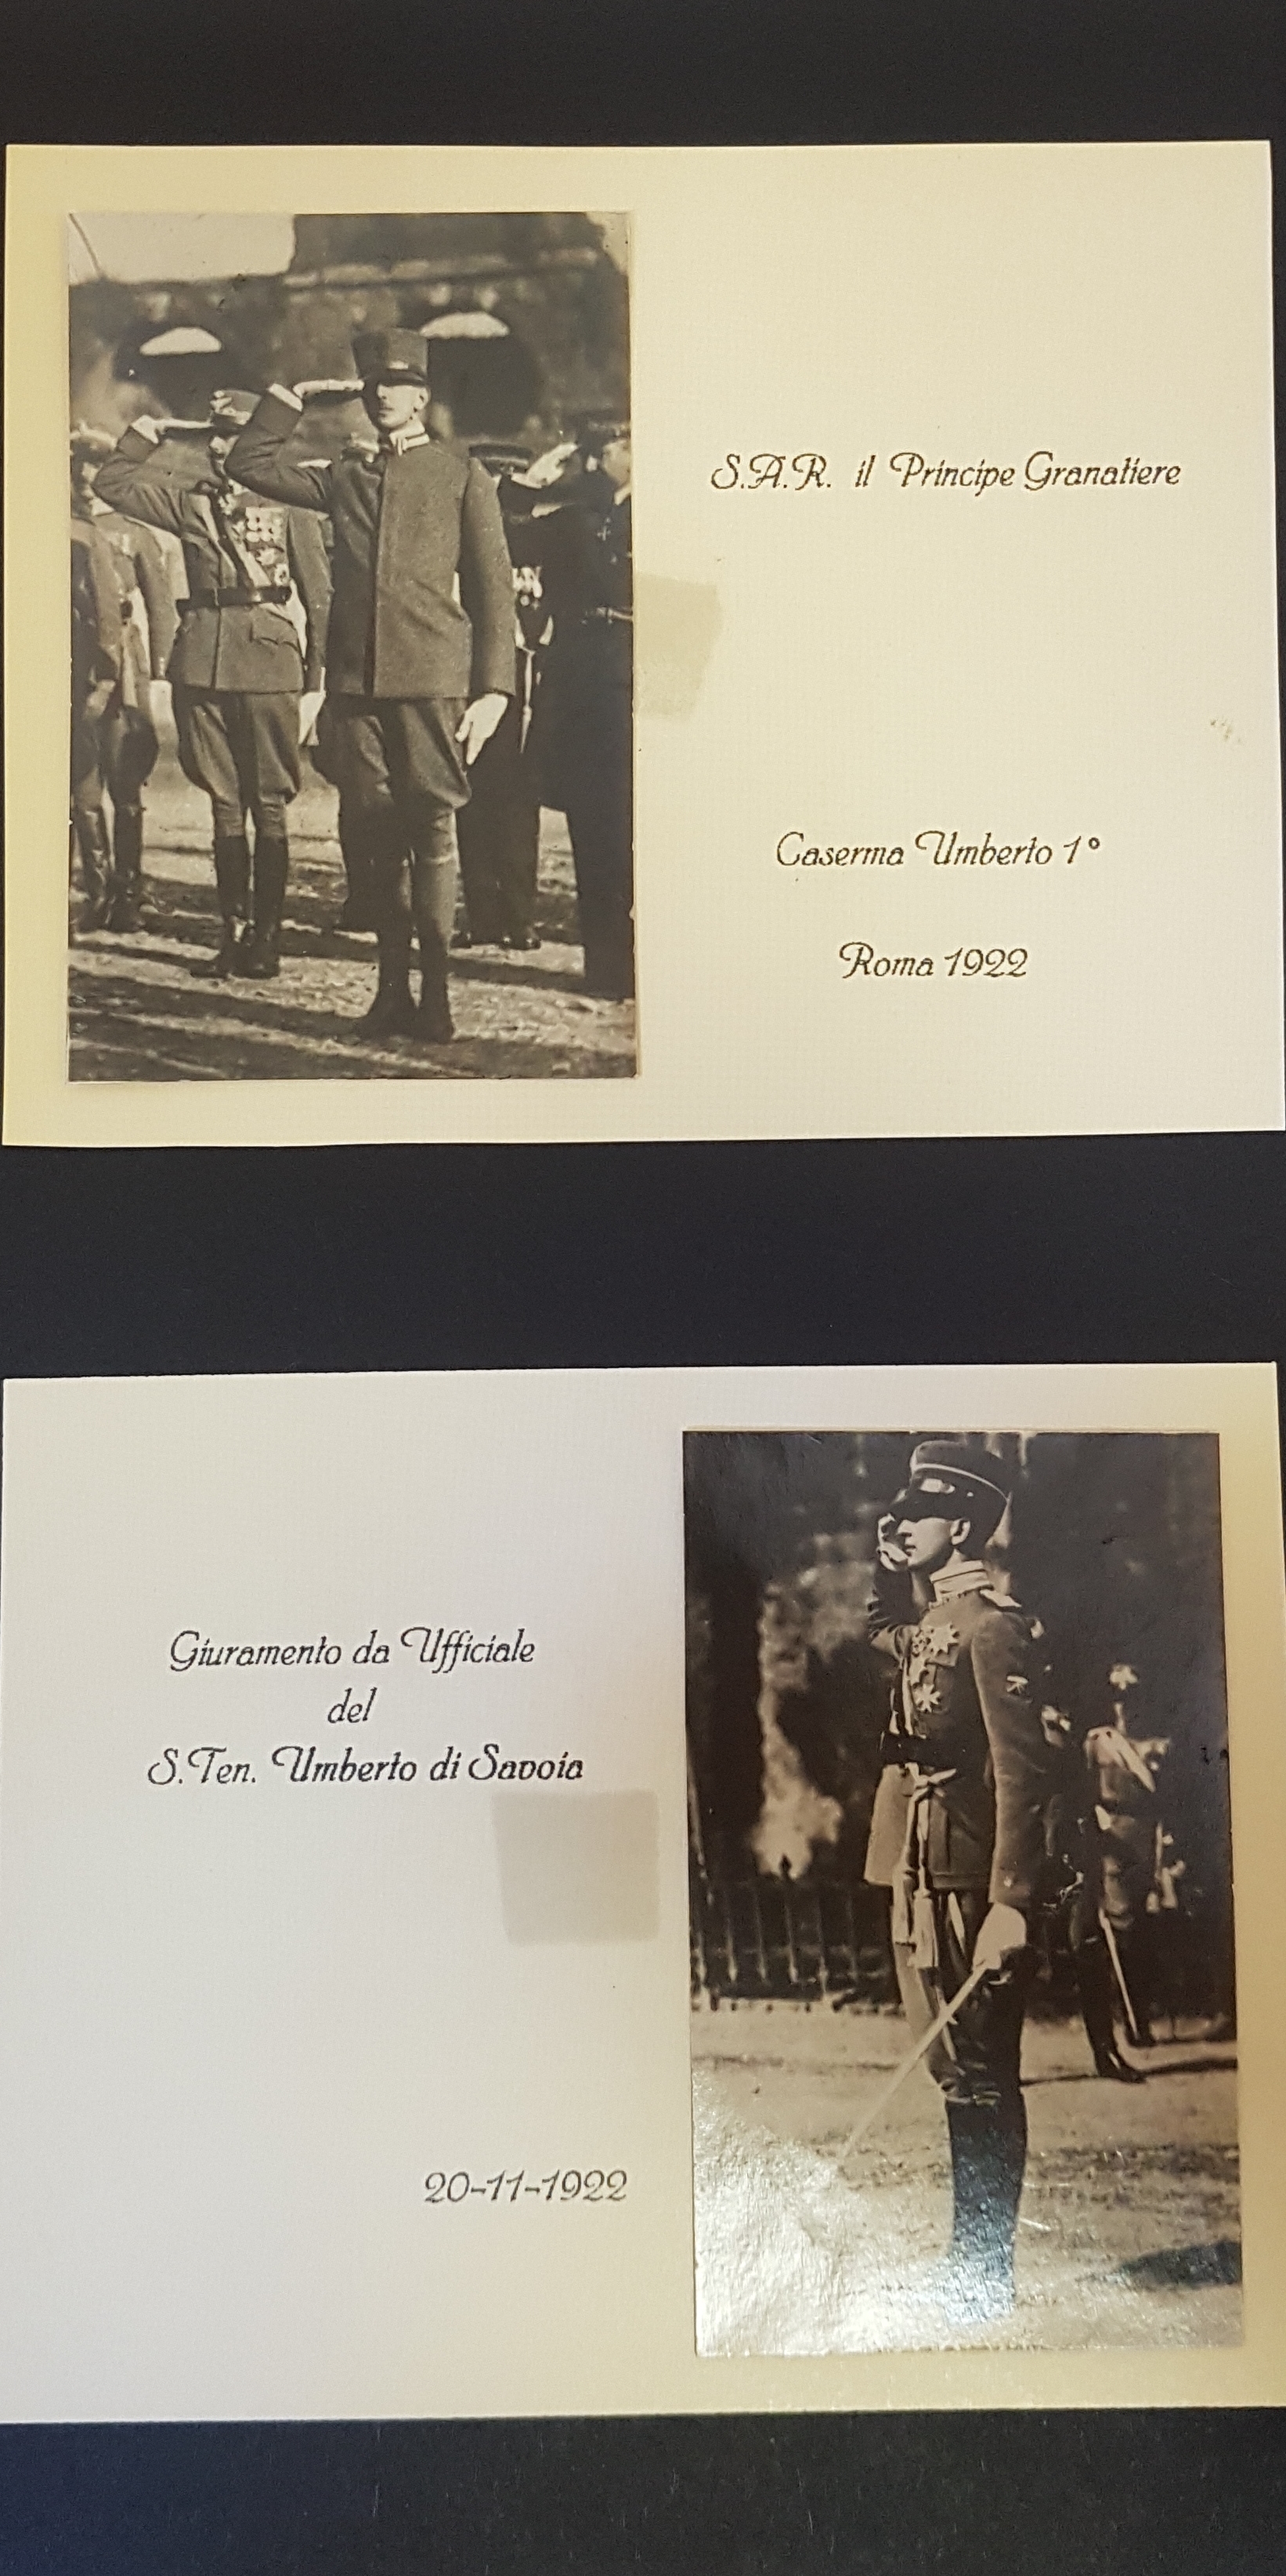 S.A.R. il Principe Granatiere
Caserma Umberto 1°
Roma 1922
Giuramento da Ufficiale
del
S.Ten. Umberto di Savoia
20-11-1922